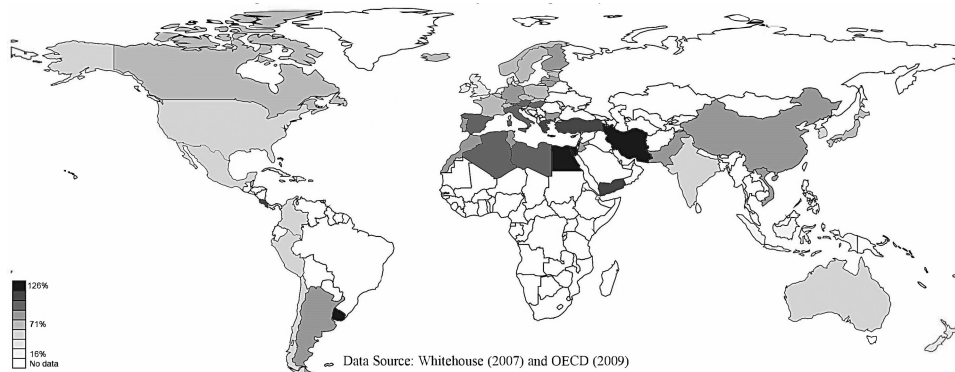 126%
71%
16%
No data
Data Source: Whitehouse (2007) and OECD (2009)